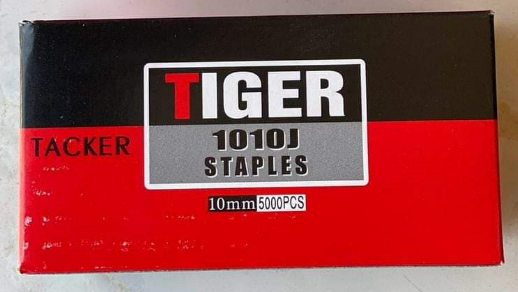 TIGER
1010J
STAPLES
TACKER
10mm 5000PCS